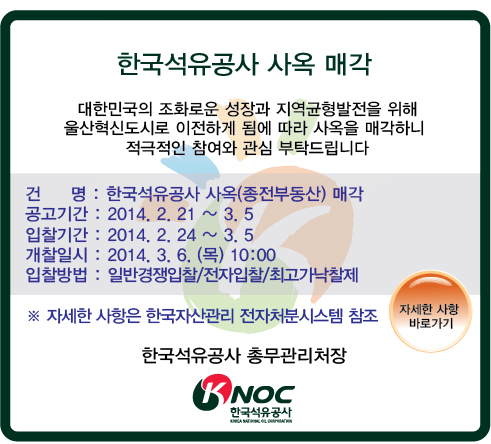 한국석유공사 사옥 매각
대한민국의 조화로운 성장과 지역균형발전을 위해
울산혁신도시로 이전하게 됨에 따라 사옥을 매각하니
적극적인 참여와 관심 부탁드립니다
건 명 : 한국석유공사 사옥(종전부동산) 매각
공고기간 : 2014. 2. 21 ~ 3. 5
입찰기간 : 2014. 2. 24 ~ 3. 5
개찰일시 : 2014. 3. 6. (목) 10:00
입찰방법 : 일반경쟁입찰/전자입찰/최고가낙찰제
※ 자세한 사항은 한국자산관리 전자처분시스템 참조
자세한 사항
바로가기
한국석유공사 총무관리처장
KNOC
한국석유공사
KOREA NATIONAL OIL CORPORATION